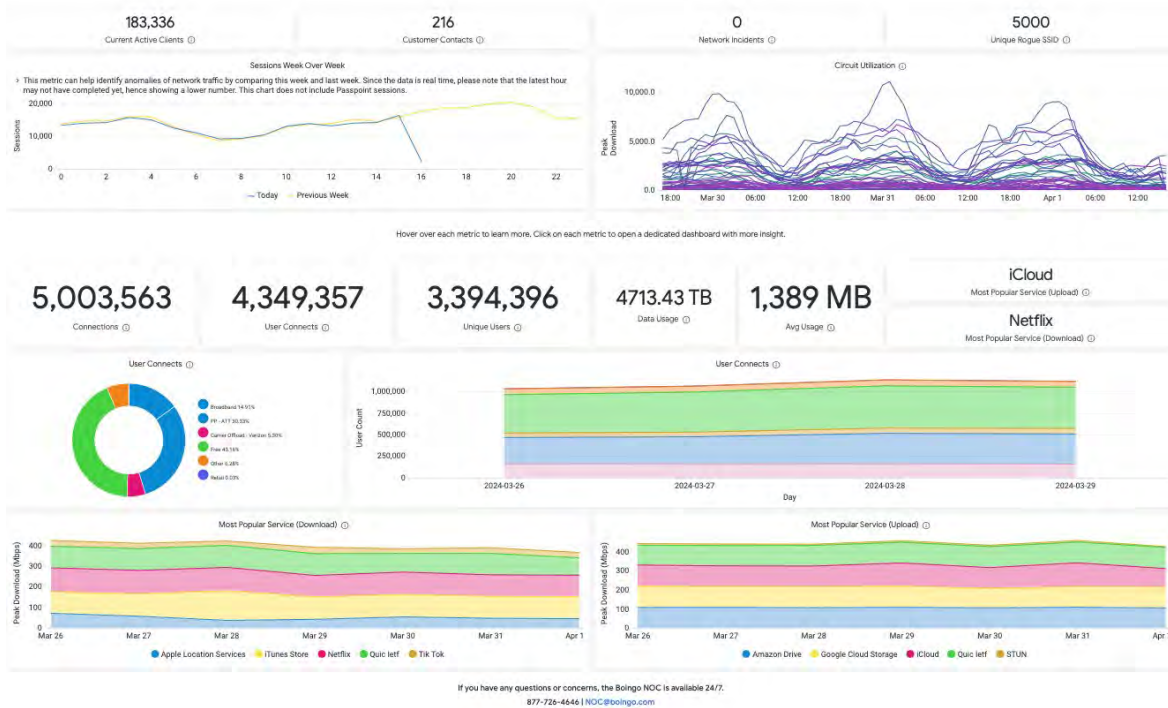 183,336
Current Active Clients
216
Customer Contacts
0
Network Incidents
5000
Unique Rogue SSID
Sessions Week Over Week
> This metric can help identify anomalies of network traffic by comparing this week and last week. Since the data is real time, please note that the latest hour
may not have completed yet, hence showing a lower number. This chart does not include Passpoint sessions.
20,000
10,000
0
Sessions
0 2 4 6 8 10 12 14 16 18 20 22
Today Previous Week
Circuit Utilization
10,000.0
5,000.0
0.0
Peak
Download
18:00 Mar 30 06:00 12:00 18:00 Mar 31 06:00 12:00 18:00 Apr 1 06:00 12:00
Hover over each metric to learn more. Click on each metric to open a dedicated dashboard with more insight.
5,003,563
Connections
4,349,357
User Connects
3,394,396
Unique Users
4713.43 TB
Data Usage
1,389 MB
Avg Usage
iCloud
Most Popular Service (Upload)
Netflix
Most Popular Service (Download)
User Connects
Broadband 14.91%
PP - ATT
Carrier Offload - Verizon
Free
Other
Retail
User Connects
1,000,000
750,000
500,000
250,000
0
User Count
2024-03-26 2024-03-27 2024-03-28 2024-03-29
Day
Most Popular Service (Download)
400
300
200
100
0
Peak Download (Mbps)
Mar 26 Mar 27 Mar 28 Mar 29 Mar 30 Mar 31 Apr 1
Apple Location Services iTunes Store Netflix Quic Ietf Tik Tok
Most Popular Service (Upload)
400
300
200
100
0
Peak Download (Mbps)
Mar 26 Mar 27 Mar 28 Mar 29 Mar 30 Mar 31 Apr
Amazon Drive Google Cloud Storage iCloud Quic Ietf STUN
If you have any questions or concerns, the Boingo NOC is available 24/7.
877-726-4646 | NOC@boingo.com